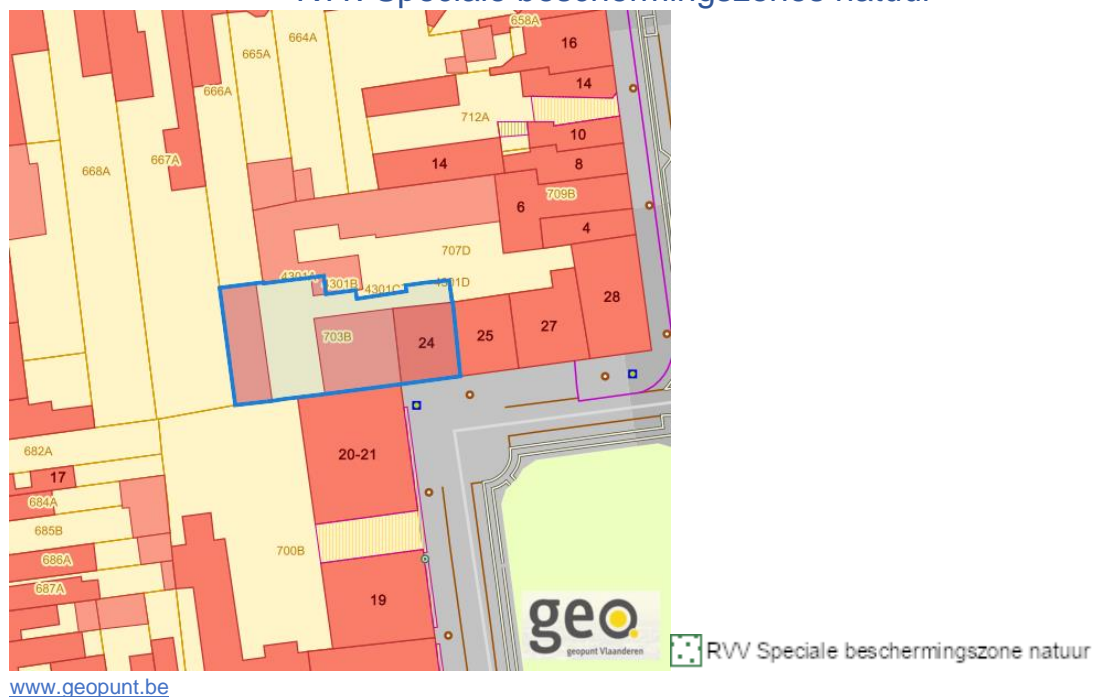 RVV Speciale beschermingszones natuur
658A
664A
16
665A
14
666A
712A
10
667A
14
8
668A
6
709B
4
707D
4301A
4301B
4301C
4301D
28
703B
24
25
27
682A
20-21
17
684A
685B
700B
686A
687A
19
geo
geopunt Vlaanderen
RVV Speciale beschermingszone natuur
www.geopunt.be